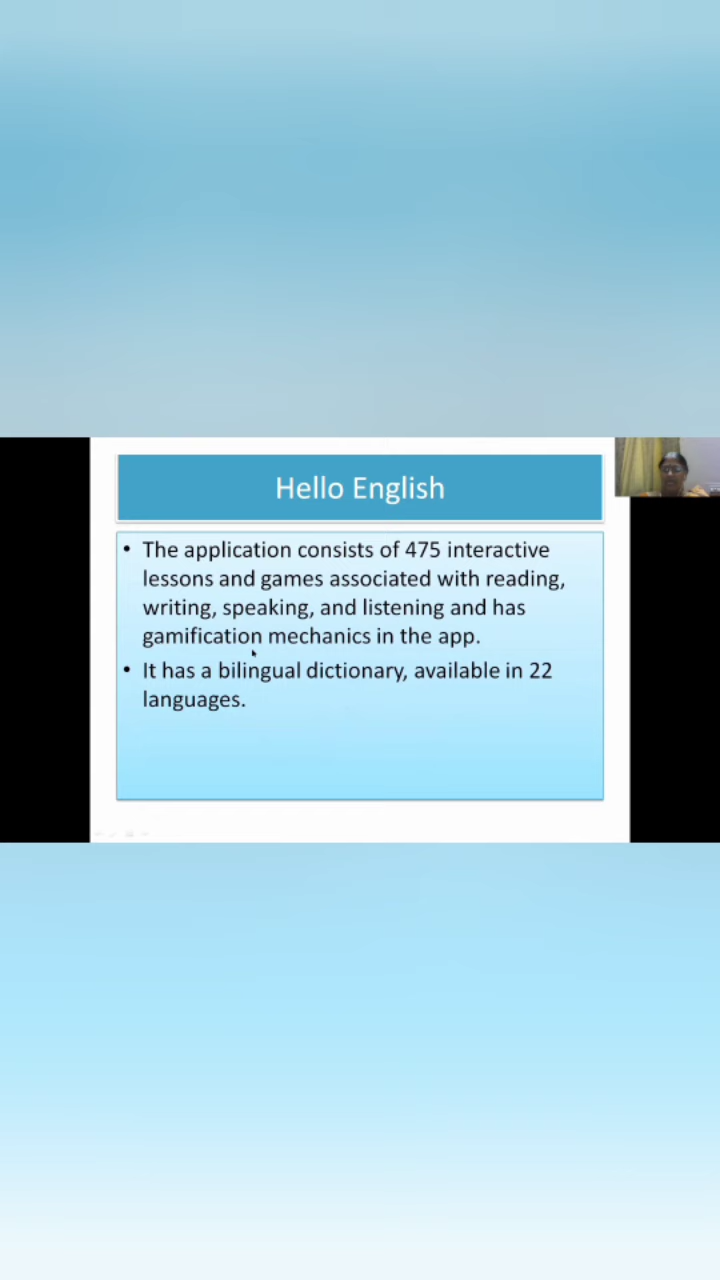 Hello English
• The application consists of 475 interactive
lessons and games associated with reading,
writing, speaking, and listening and has
gamification mechanics in the app.
• It has a bilingual dictionary, available in 22
languages.